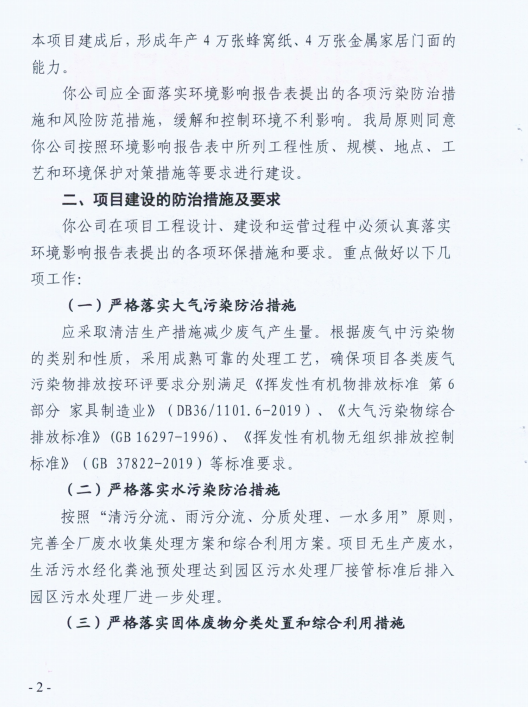 本项目建成后，形成年产 4 万张蜂窝纸、4 万张金属家居门面的
能力。
你公司应全面落实环境影响报告表提出的各项污染防治措
施和风险防范措施，缓解和控制环境不利影响。我局原则同意
你公司按照环境影响报告表中所列工程性质、规模、地点、工
艺和环境保护对策措施等要求进行建设。
二、项目建设的防治措施及要求
你公司在项目工程设计、建设和运营过程中必须认真落实
环境影响报告表提出的各项环保措施和要求。重点做好以下几
项工作：
（一）严格落实大气污染防治措施
应采取清洁生产措施减少废气产生量。根据废气中污染物
的类别和性质，采用成熟可靠的处理工艺，确保项目各类废气
污染物排放按环评要求分别满足《挥发性有机物排放标准 第 6
部分 家具制造业》（DB36/1101.6-2019）、《大气污染物综合
排放标准》(GB 16297-1996)、《挥发性有机物无组织排放控制
标准》（GB 37822-2019）等标准要求。
（二）严格落实水污染防治措施
按照“清污分流、雨污分流、分质处理、一水多用”原则，
完善全厂废水收集处理方案和综合利用方案。项目无生产废水，
生活污水经化粪池预处理达到园区污水处理厂接管标准后排入
园区污水处理厂进一步处理。
（三）严格落实固体废物分类处置和综合利用措施
- 2 -